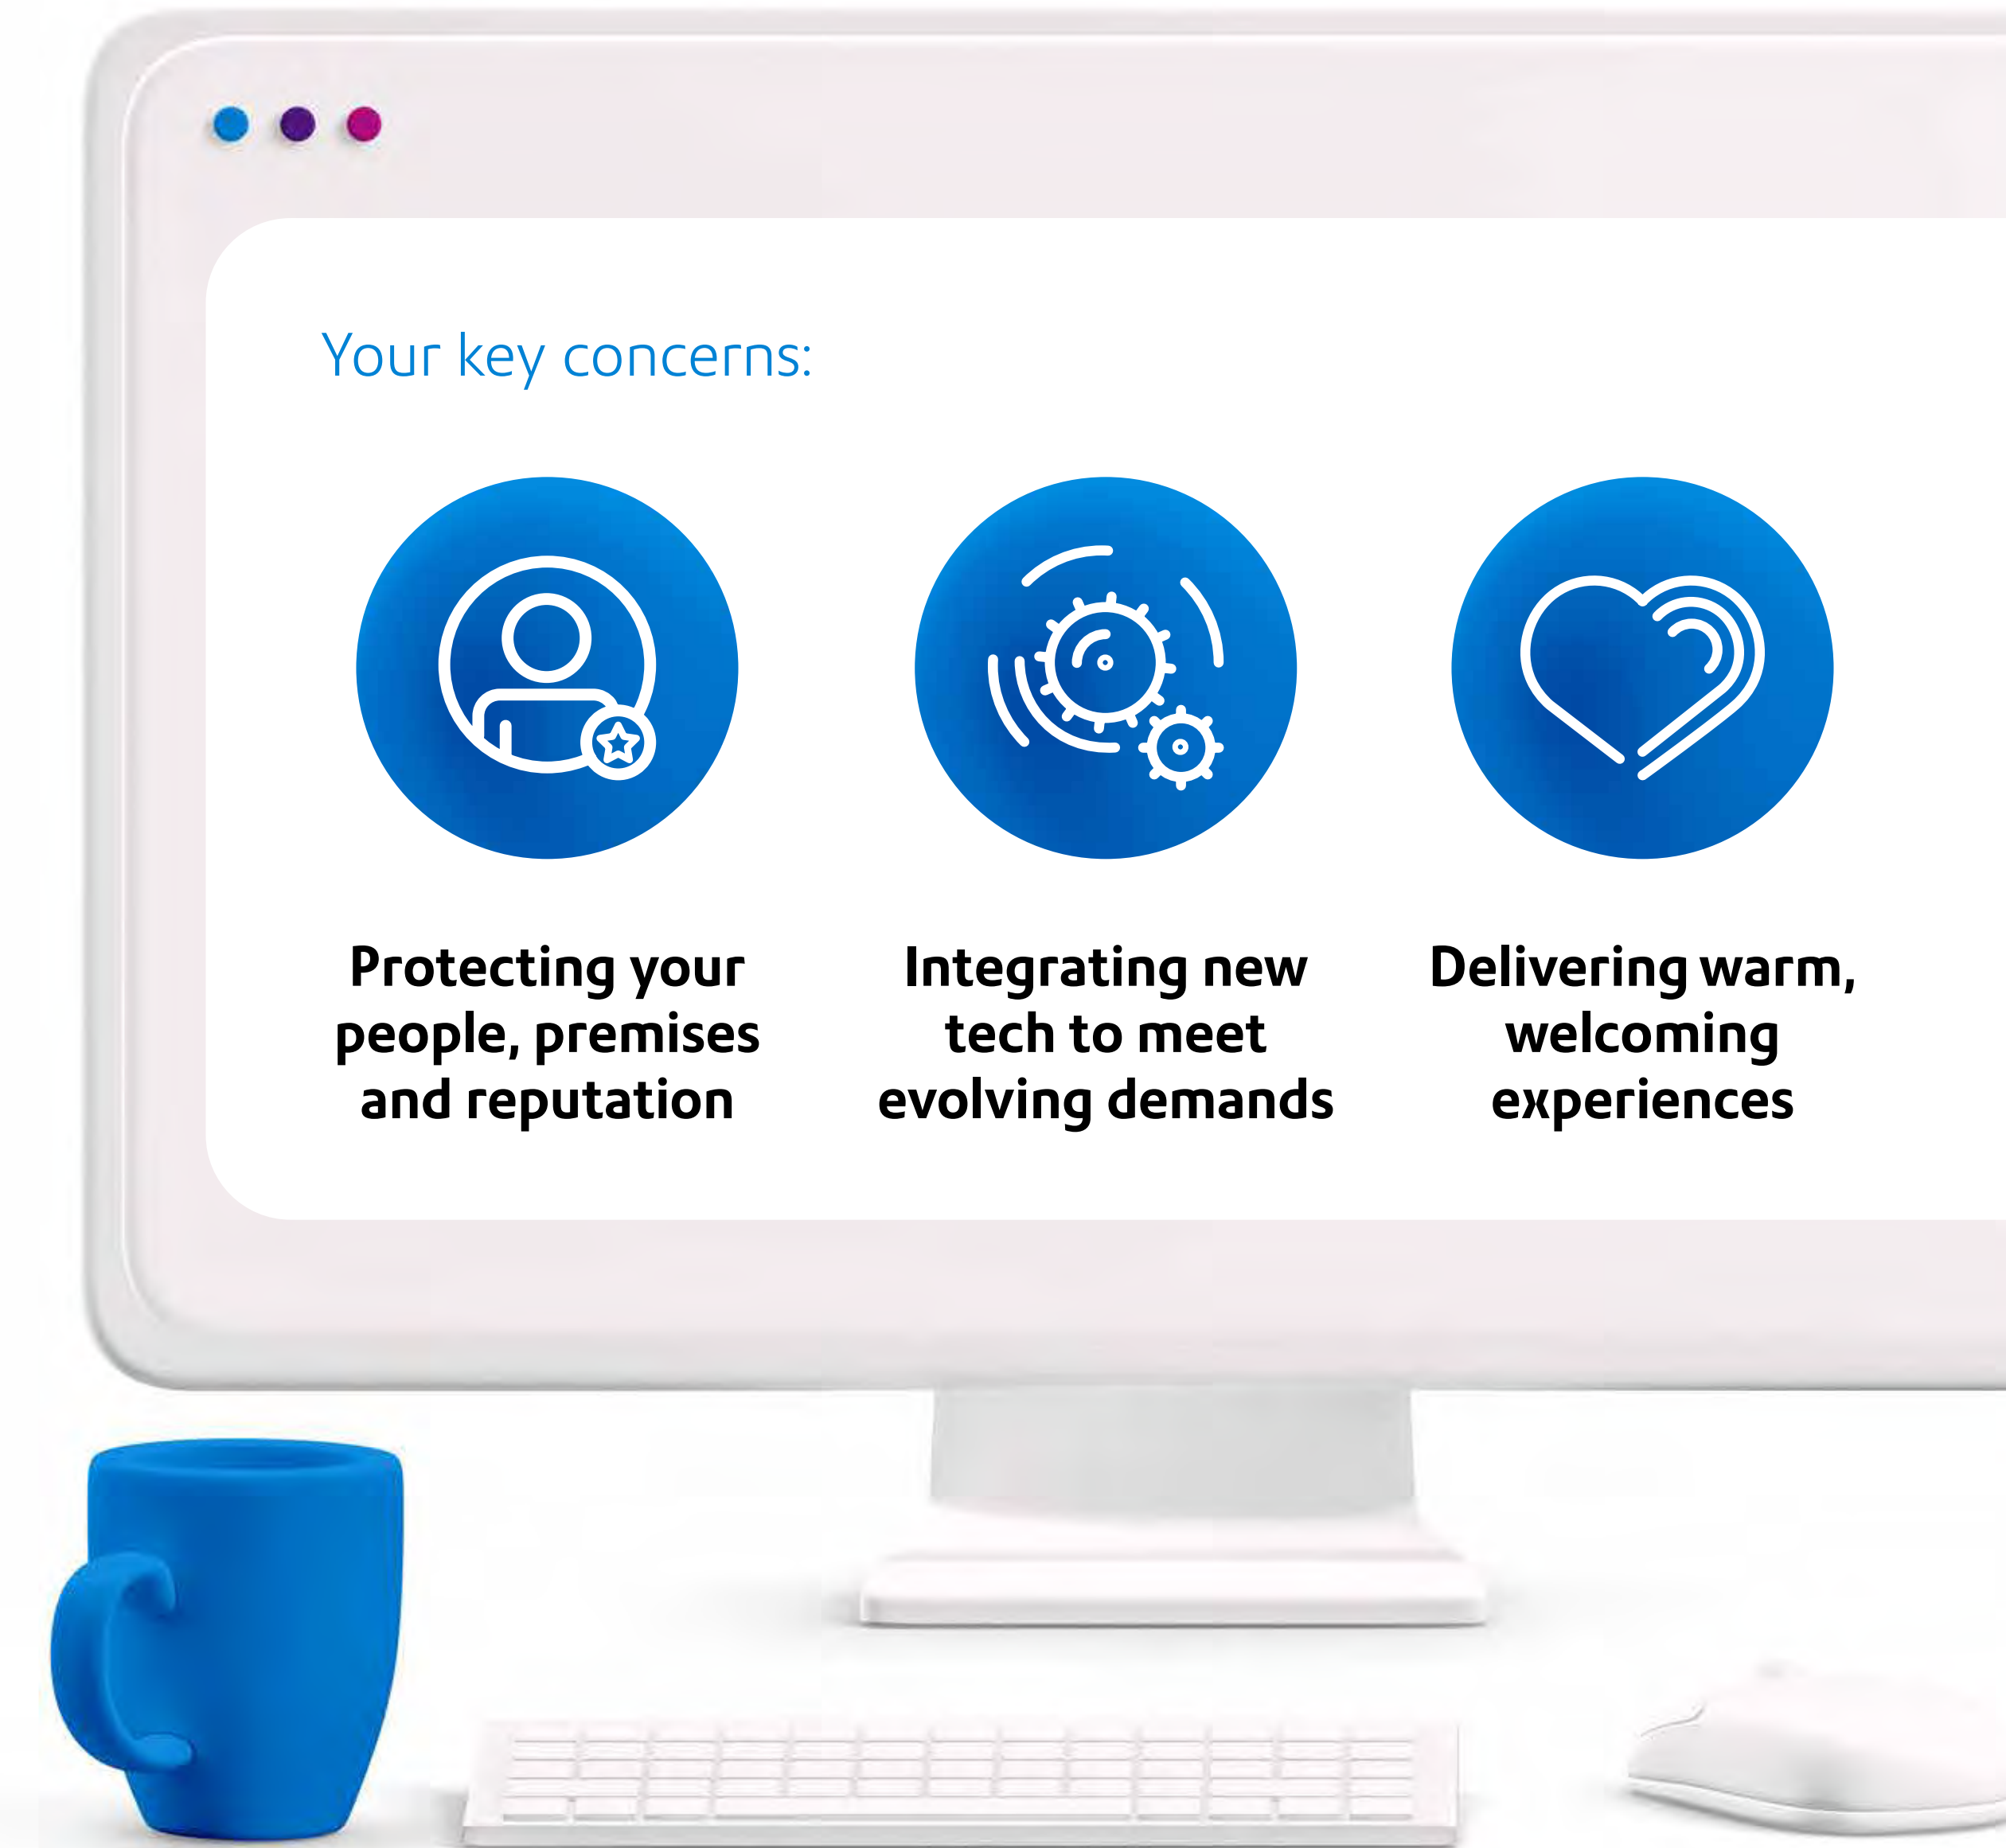 Your key concerns:
Protecting your
people, premises
and reputation
Integrating new
tech to meet
evolving demands
Delivering warm,
welcoming
experiences